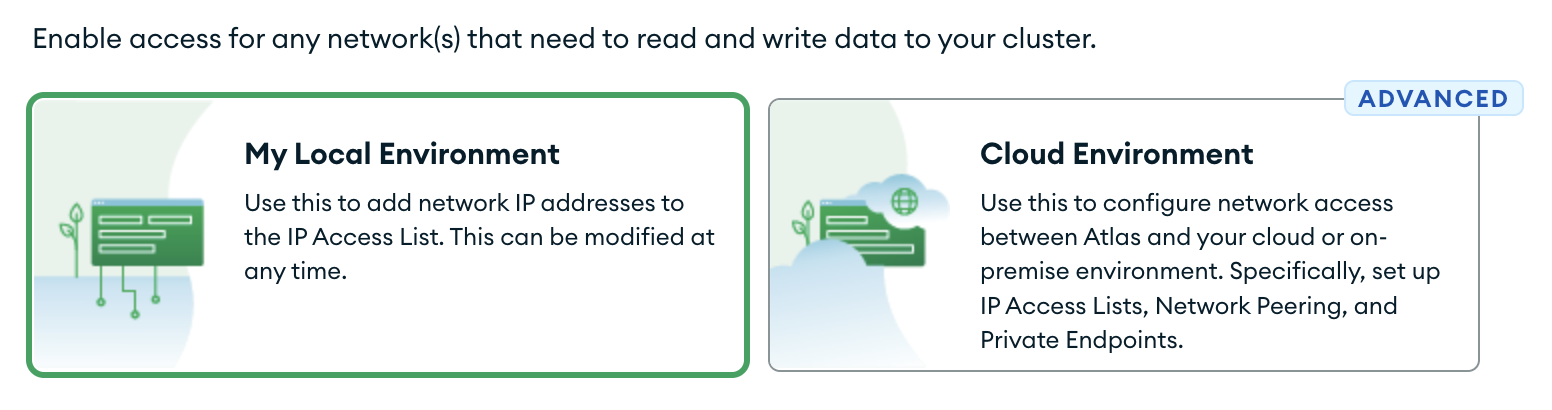 Enable access for any network(s) that need to read and write data to your cluster.
My Local Environment
Use this to add network IP addresses to
the IP Access List. This can be modified at
any time.
ADVANCED
Cloud Environment
Use this to configure network access
between Atlas and your cloud or on-
premise environment. Specifically, set up
IP Access Lists, Network Peering, and
Private Endpoints.